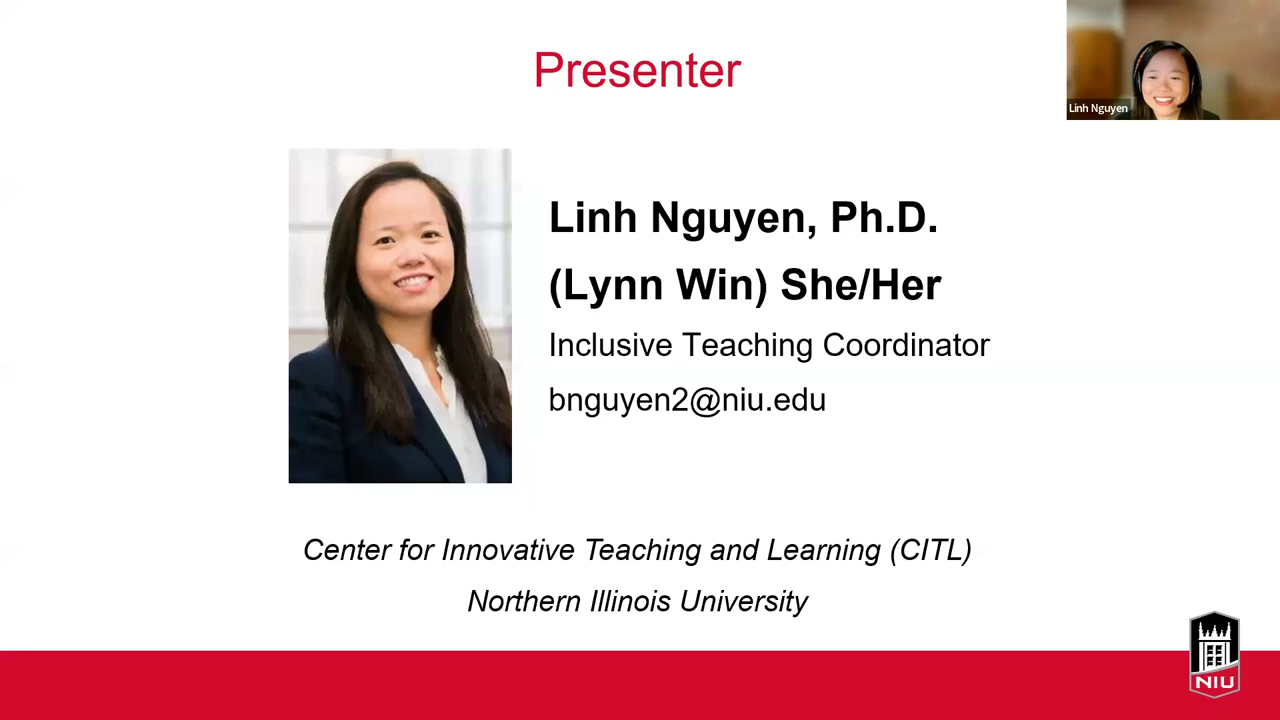 Presenter
Linh Nguyen
Linh Nguyen, Ph.D.
(Lynn Win) She/Her
Inclusive Teaching Coordinator
bnguyen2@niu.edu
Center for Innovative Teaching and Learning (CITL)
Northern Illinois University
NIU